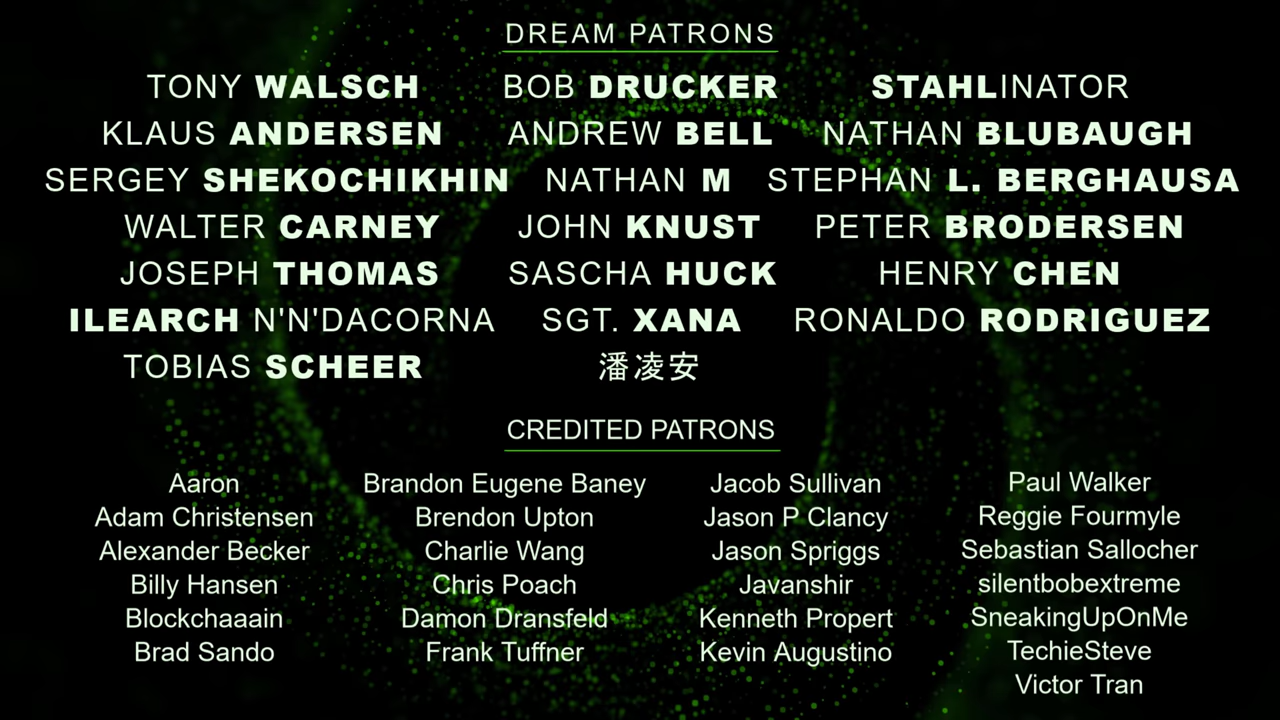 DREAM PATRONS
TONY WALSCH BOB DRUCKER STAHLINATOR
KLAUS ANDERSEN ANDREW BELL NATHAN BLUBAUGH
SERGEY SHEKOCHIKHIN NATHAN M STEPHAN L. BERGHAUSA
WALTER CARNEY JOHN KNUST PETER BRODERSEN
JOSEPH THOMAS SASCHA HUCK HENRY CHEN
ILEARCH N'N'DACORNA SGT. XANA RONALDO RODRIGUEZ
TOBIAS SCHEER 潘凌安
CREDITED PATRONS
Aaron Brandon Eugene Baney Jacob Sullivan Paul Walker
Adam Christensen Brendon Upton Jason P Clancy Reggie Fourmyle
Alexander Becker Charlie Wang Jason Spriggs Sebastian Sallocher
Billy Hansen Chris Poach Javanshir silentbobextreme
Blockchaaain Damon Dransfeld Kenneth Propert SneakingUpOnMe
Brad Sando Frank Tuffner Kevin Augustino TechieSteve
Victor Tran